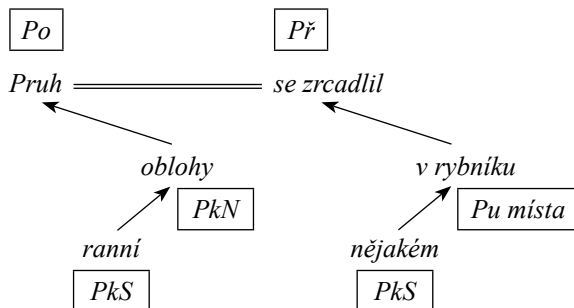 Po Př
Pruh se zrcadlil
oblohy v rybníku
PkN Pu místa
ranní nějakém
PkS PkS